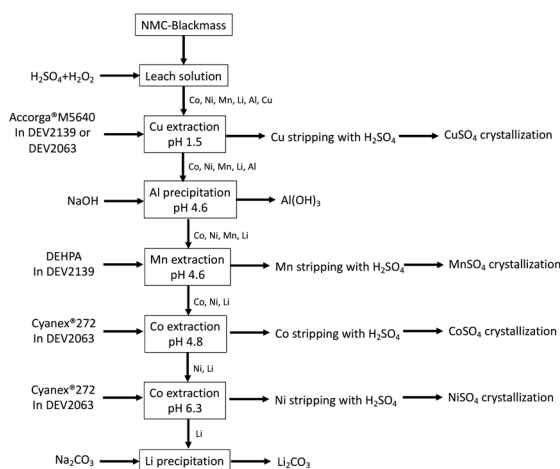 NMC-Blackmass
H₂SO₄+H₂O₂
Leach solution
Co, Ni, Mn, Li, Al, Cu
Accorga®M5640
In DEV2139 or
DEV2063
Cu extraction
pH 1.5
Cu stripping with H₂SO₄
CuSO₄ crystallization
Co, Ni, Mn, Li, Al
NaOH
Al precipitation
pH 4.6
Al(OH)₃
Co, Ni, Mn, Li
DEHPA
In DEV2139
Mn extraction
pH 4.6
Mn stripping with H₂SO₄
MnSO₄ crystallization
Co, Ni, Li
Cyanex®272
In DEV2063
Co extraction
pH 4.8
Co stripping with H₂SO₄
CoSO₄ crystallization
Ni, Li
Cyanex®272
In DEV2063
Co extraction
pH 6.3
Ni stripping with H₂SO₄
NiSO₄ crystallization
Li
Na₂CO₃
Li precipitation
Li₂CO₃